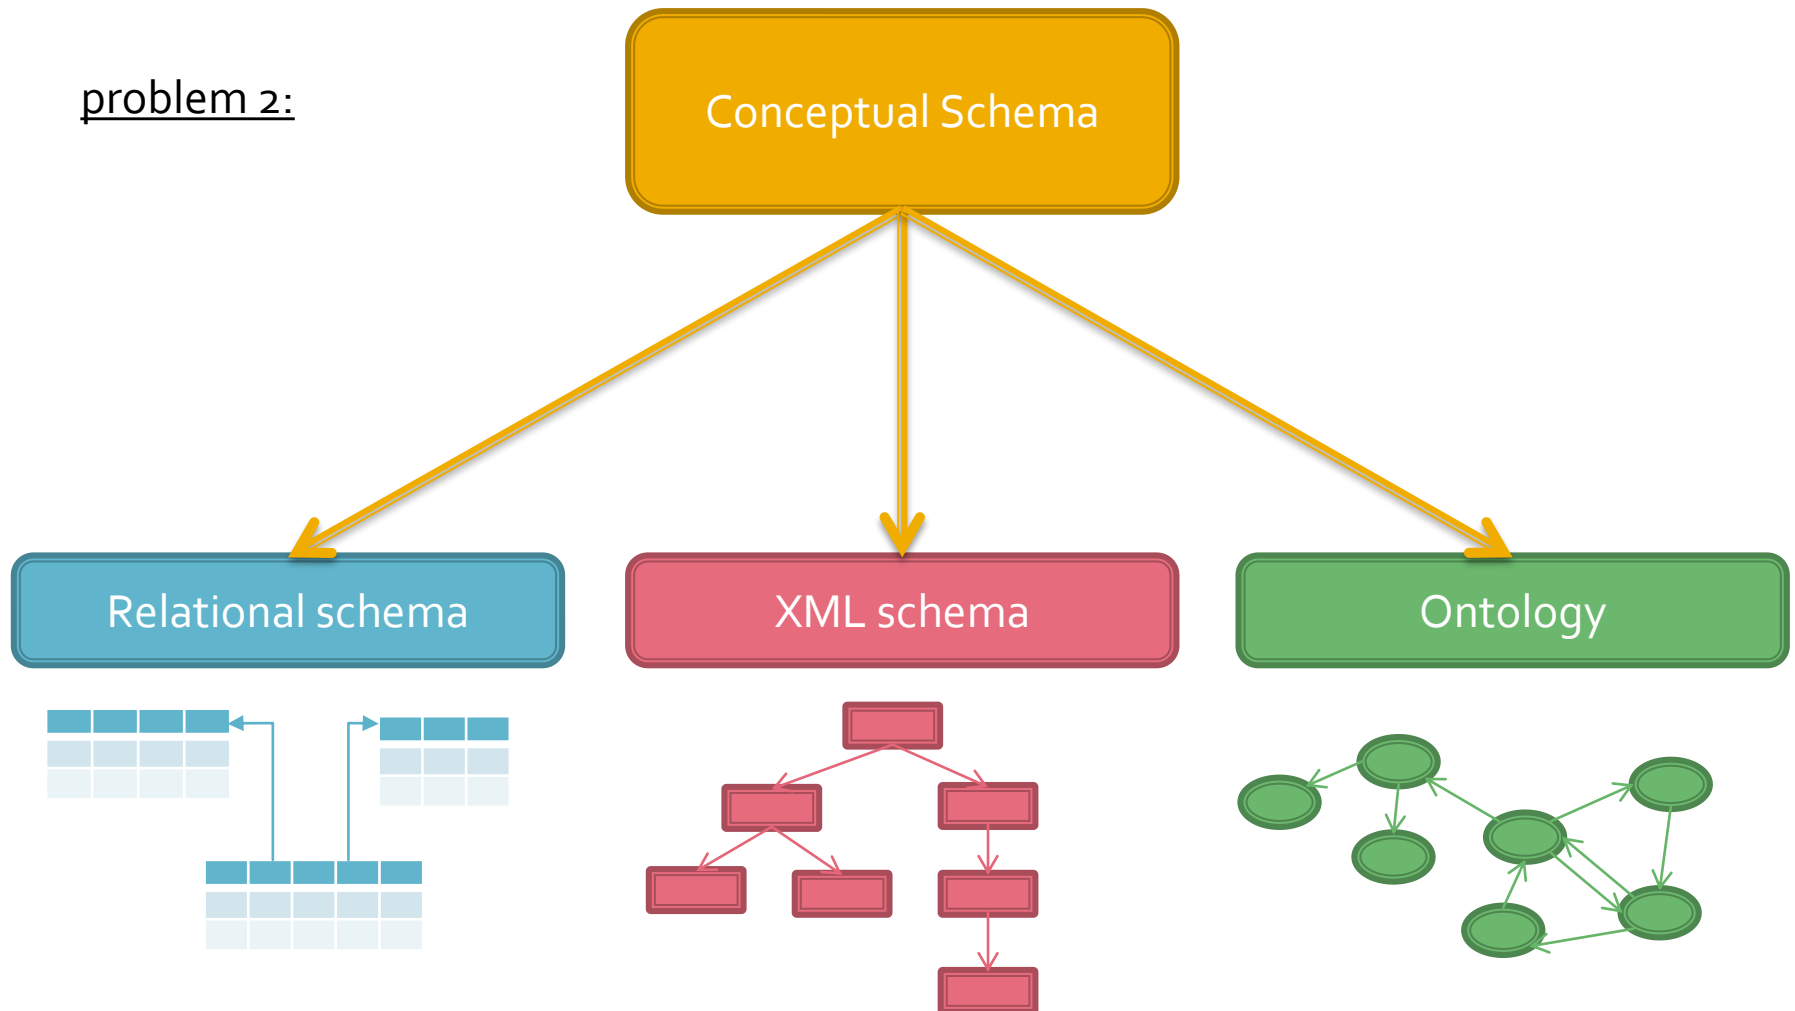 problem 2:
Conceptual Schema
Relational schema
XML schema
Ontology